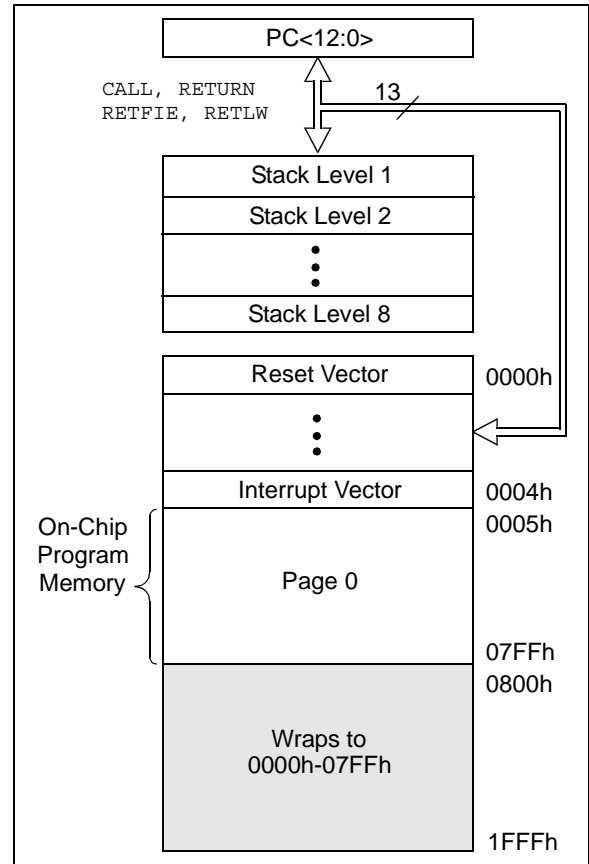 PC<12:0>
CALL, RETURN
RETFIE, RETLW
13
Stack Level 1
Stack Level 2
Stack Level 8
Reset Vector
0000h
Interrupt Vector
0004h
0005h
On-Chip
Program
Memory
Page 0
07FFh
0800h
Wraps to
0000h-07FFh
1FFFh